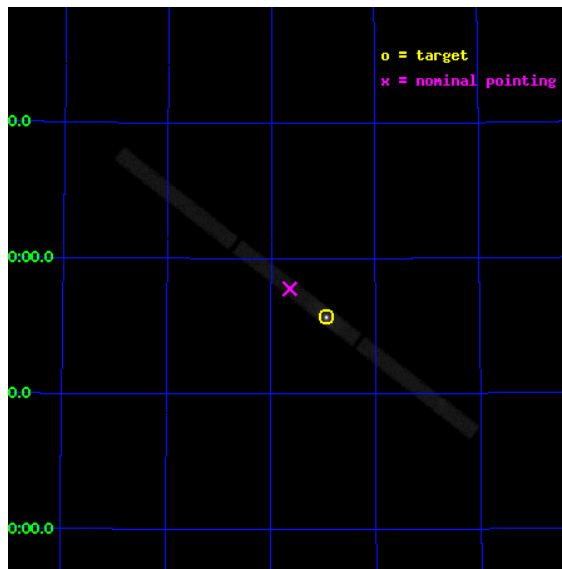 o = target
x = nominal pointing
0.0
0:00.0
0.0
0:00.0